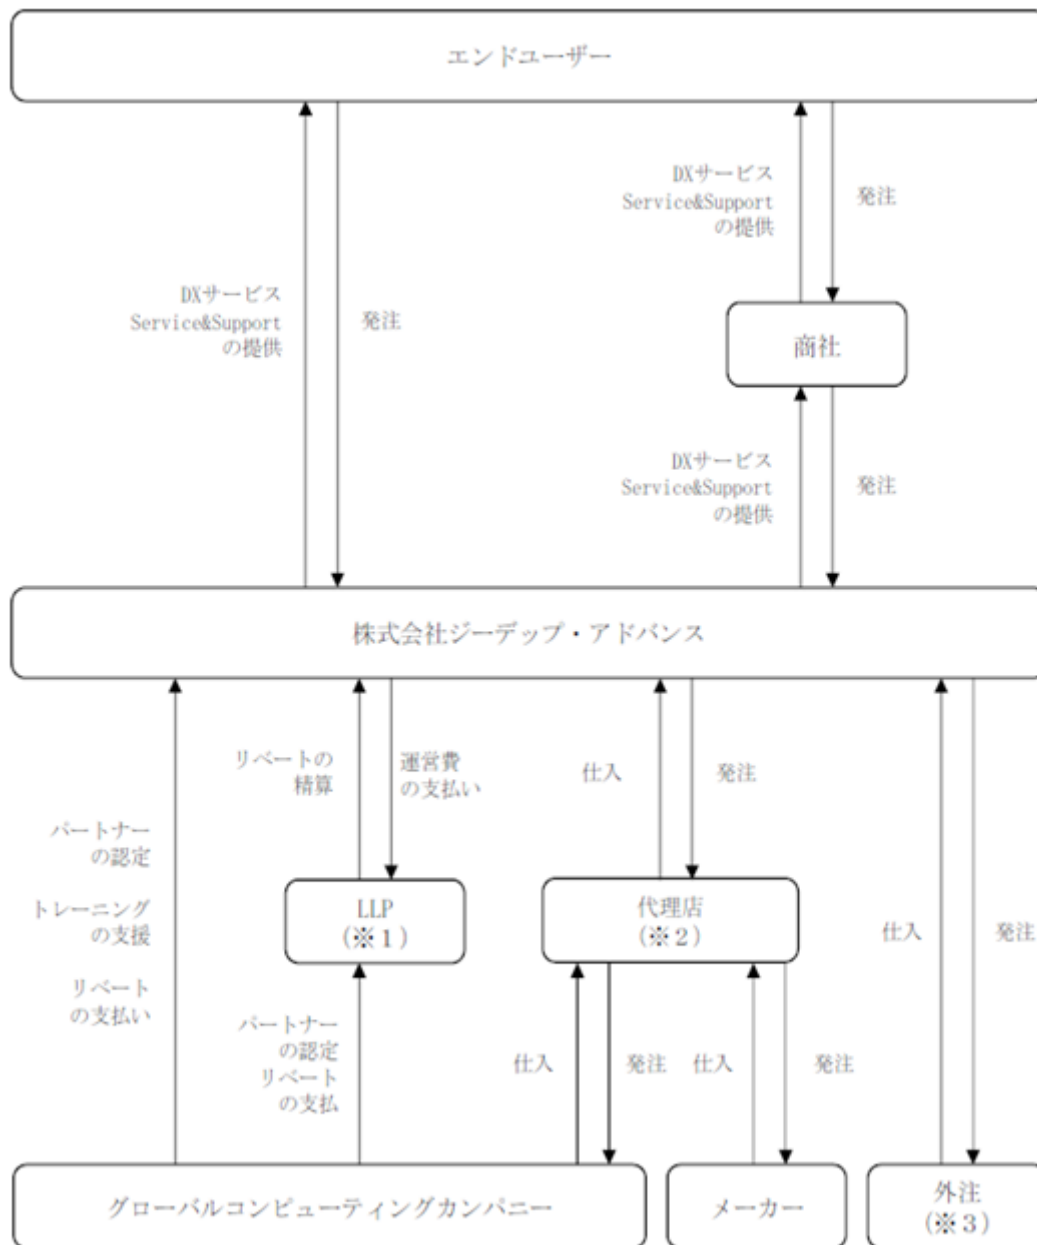 エンドユーザー
DXサービス
Service&Support
の提供
発注
DXサービス
Service&Support
の提供
発注
商社
DXサービス
Service&Support
の提供
発注
株式会社ジーデップ・アドバンス
リベートの
精算
運営費
の支払い
仕入
発注
パートナー
の認定
トレーニング
の支援
リベート
の支払い
LLP
(※1)
代理店
(※2)
仕入
発注
パートナー
の認定
リベート
の支払
仕入
発注
仕入
発注
グローバルコンピューティングカンパニー
メーカー
外注
(※3)